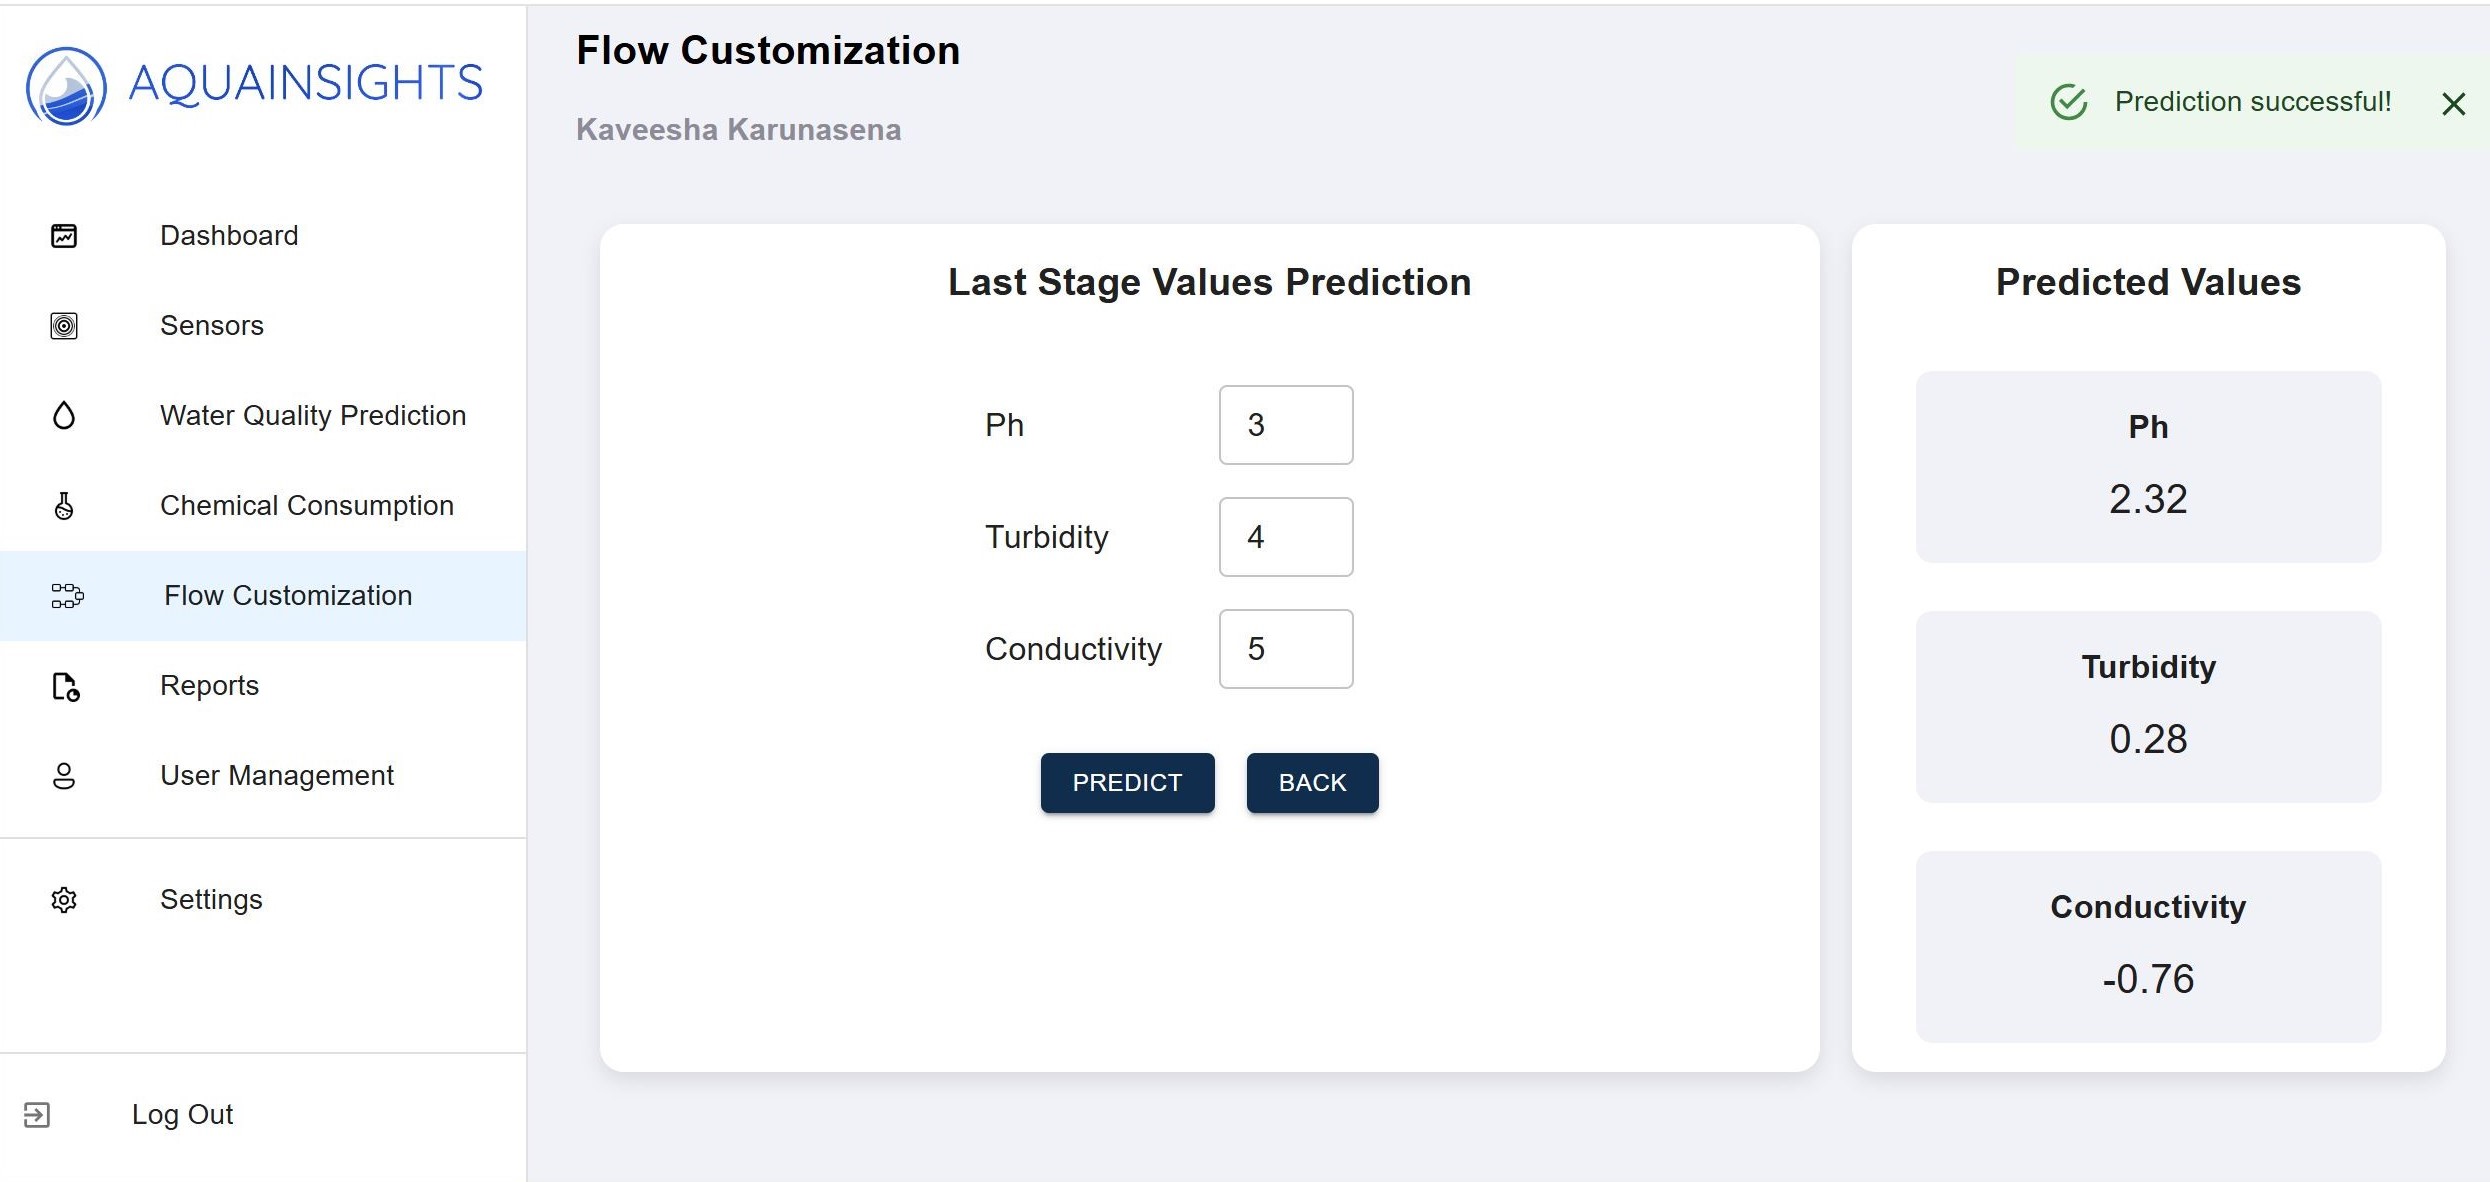 AQUAINSIGHTS
Dashboard
Sensors
Water Quality Prediction
Chemical Consumption
Flow Customization
Reports
User Management
Settings
Log Out
Flow Customization
Kaveesha Karunasena
Prediction successful!
Last Stage Values Prediction
Ph 3
Turbidity 4
Conductivity 5
PREDICT BACK
Predicted Values
Ph
2.32
Turbidity
0.28
Conductivity
-0.76